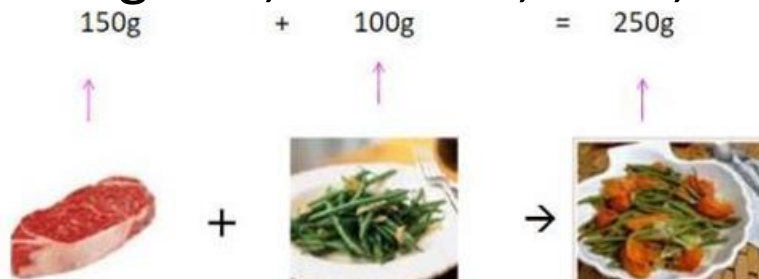 150g + 100g = 250g
+ →